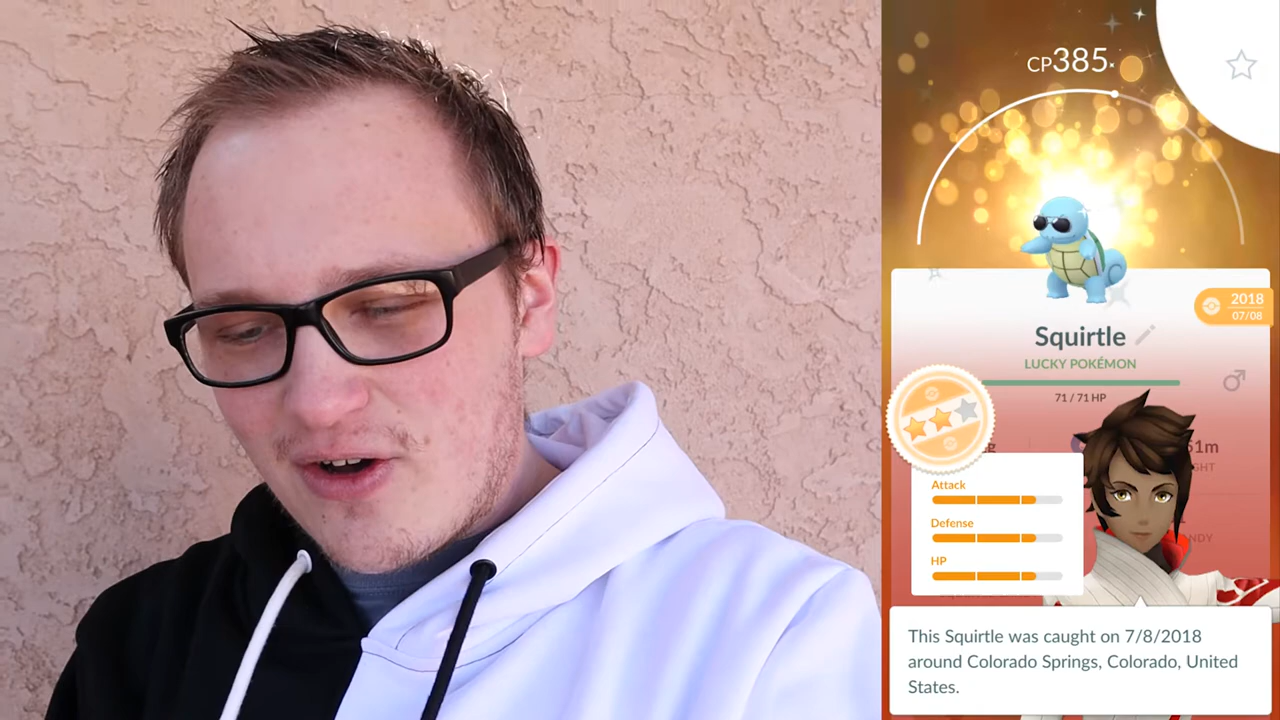 CP385
2018
07/08
Squirtle
LUCKY POKÉMON
71 / 71 HP
Attack
Defense
HP
This Squirtle was caught on 7/8/2018
around Colorado Springs, Colorado, United
States.